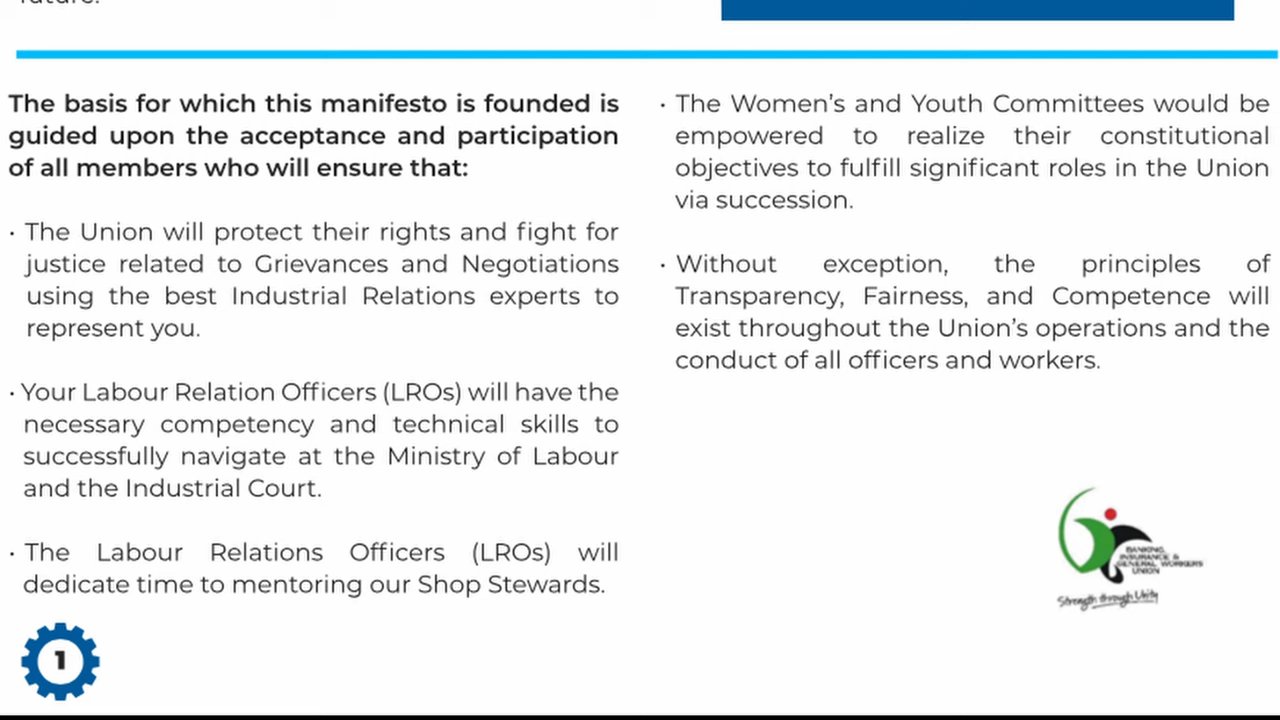 future.
The basis for which this manifesto is founded is
guided upon the acceptance and participation
of all members who will ensure that:
· The Union will protect their rights and fight for
justice related to Grievances and Negotiations
using the best Industrial Relations experts to
represent you.
· Your Labour Relation Officers (LROs) will have the
necessary competency and technical skills to
successfully navigate at the Ministry of Labour
and the Industrial Court.
· The Labour Relations Officers (LROs) will
dedicate time to mentoring our Shop Stewards.
1
· The Women’s and Youth Committees would be
empowered to realize their constitutional
objectives to fulfill significant roles in the Union
via succession.
· Without exception, the principles of
Transparency, Fairness, and Competence will
exist throughout the Union’s operations and the
conduct of all officers and workers.
BANKING,
INSURANCE &
GENERAL WORKERS
UNION
Strength through Unity